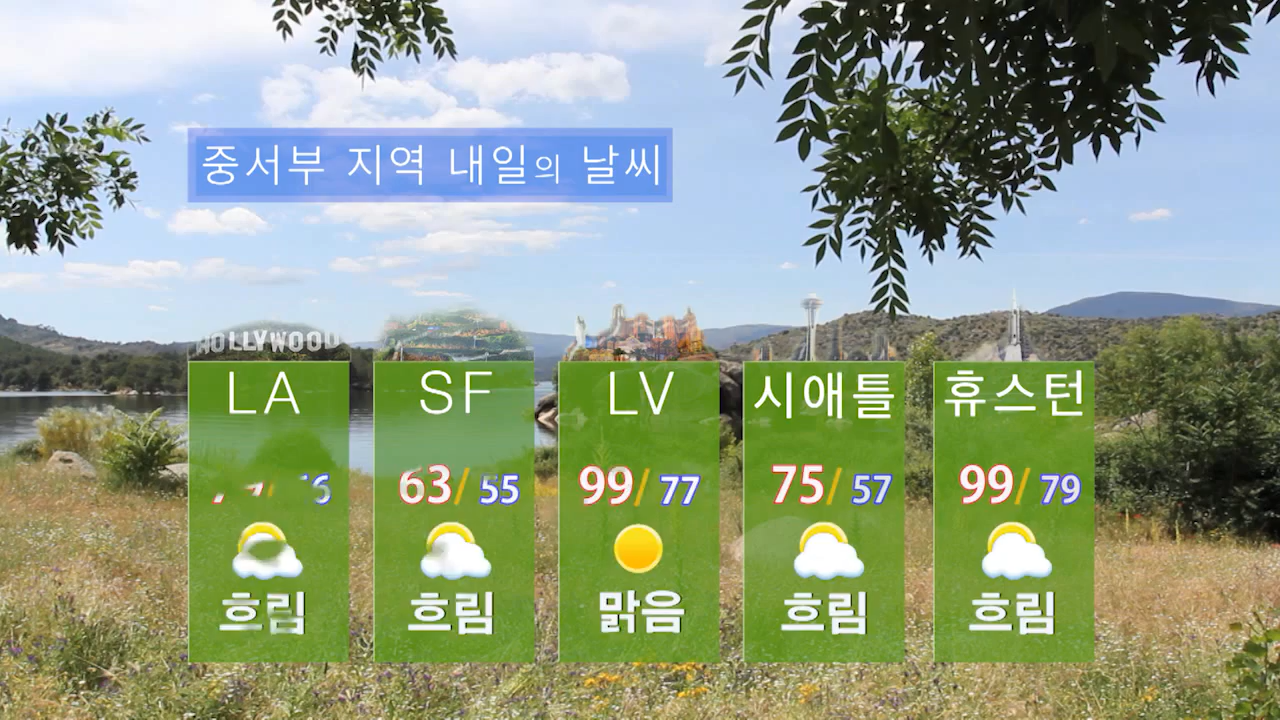 중서부 지역 내일의 날씨
HOLLYWOOD
LA
SF
LV
시애틀
휴스턴
63/55
99/77
75/57
99/79
흐림
흐림
맑음
흐림
흐림